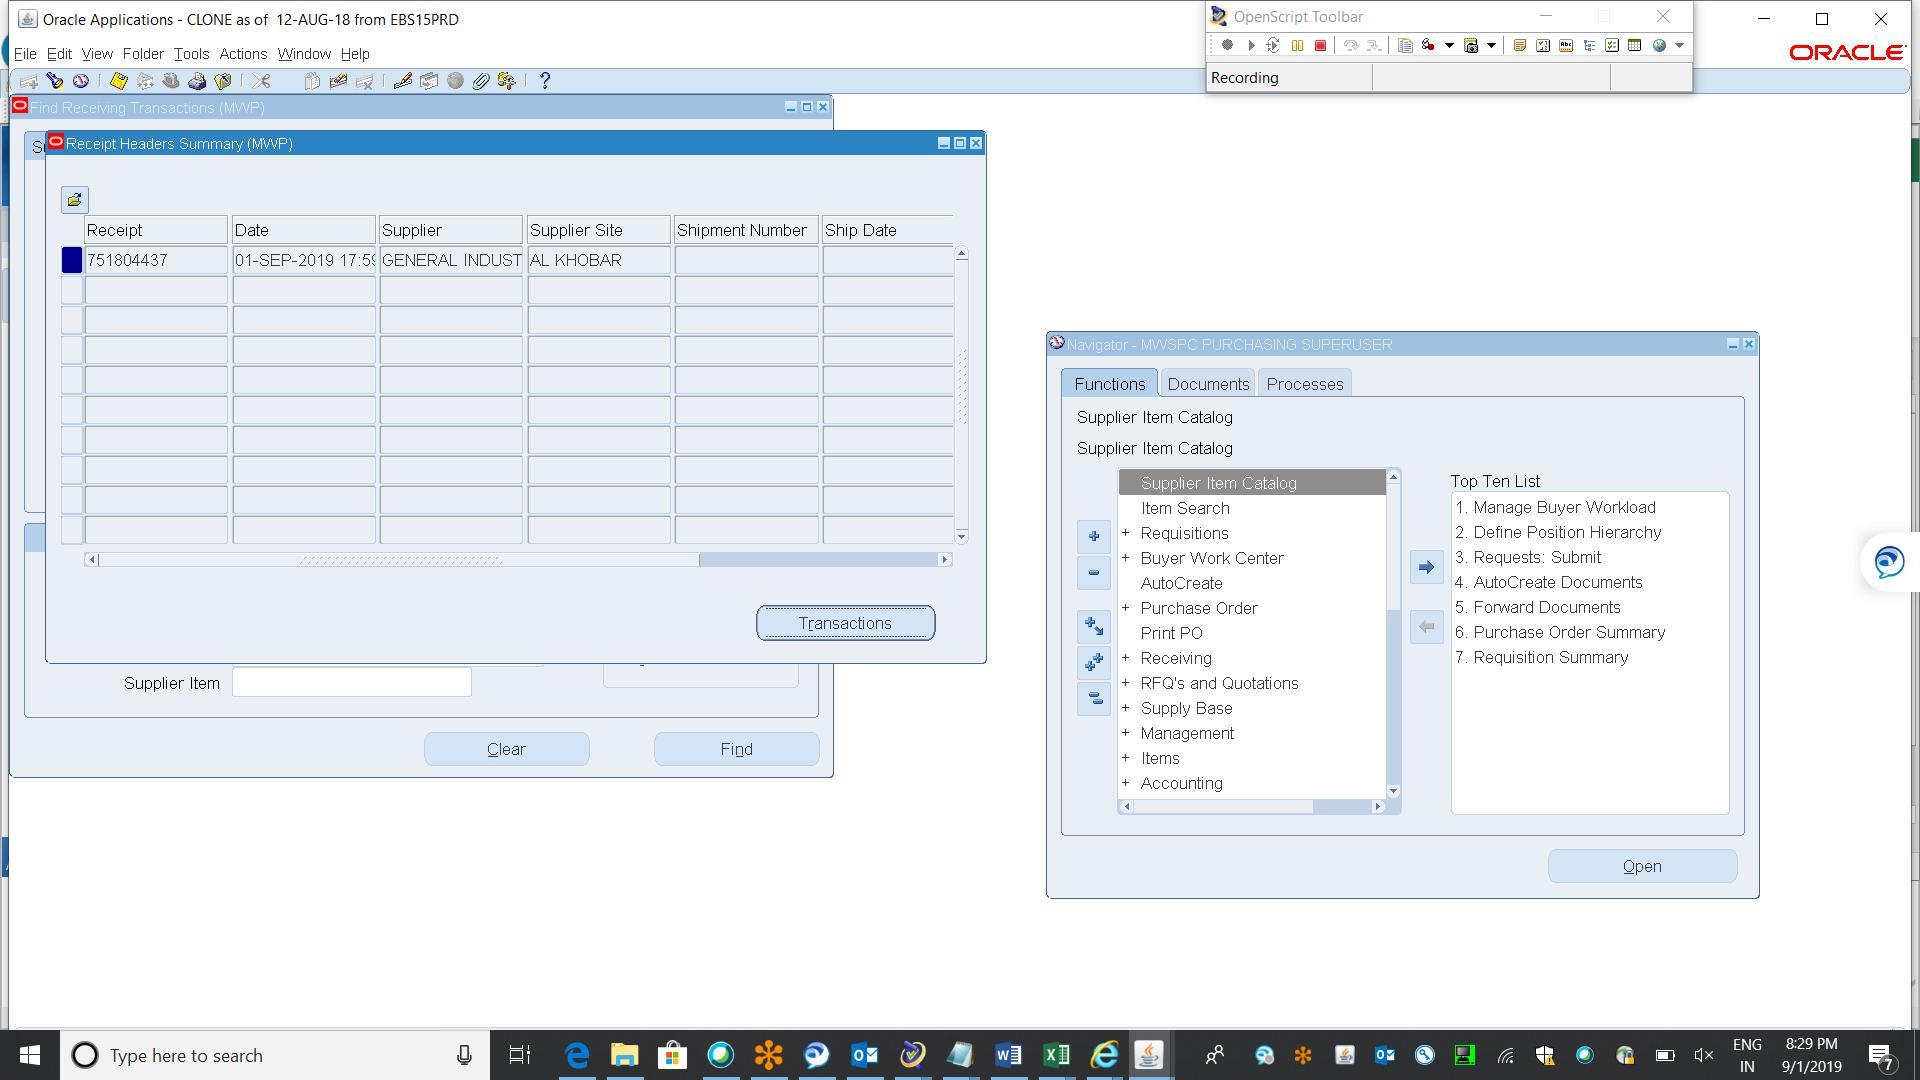 Oracle Applications - CLONE as of  12-AUG-18 from EBS15PRD
File Edit View Folder Tools Actions Window Help
ORACLE
OpenScript Toolbar
Recording
Find Receiving Transactions (MWP)
Receipt Headers Summary (MWP)
Receipt Date Supplier Supplier Site Shipment Number Ship Date
751804437 01-SEP-2019 17:59 GENERAL INDUST AL KHOBAR
Transactions
Supplier Item
Clear Find
Navigator - MWSPC PURCHASING SUPERUSER
Functions Documents Processes
Supplier Item Catalog
Supplier Item Catalog
Supplier Item Catalog
Item Search
+ Requisitions
+ Buyer Work Center
AutoCreate
+ Purchase Order
Print PO
+ Receiving
+ RFQ's and Quotations
+ Supply Base
+ Management
+ Items
+ Accounting
Top Ten List
1. Manage Buyer Workload
2. Define Position Hierarchy
3. Requests: Submit
4. AutoCreate Documents
5. Forward Documents
6. Purchase Order Summary
7. Requisition Summary
Open
Type here to search
ENG
IN
8:29 PM
9/1/2019
7